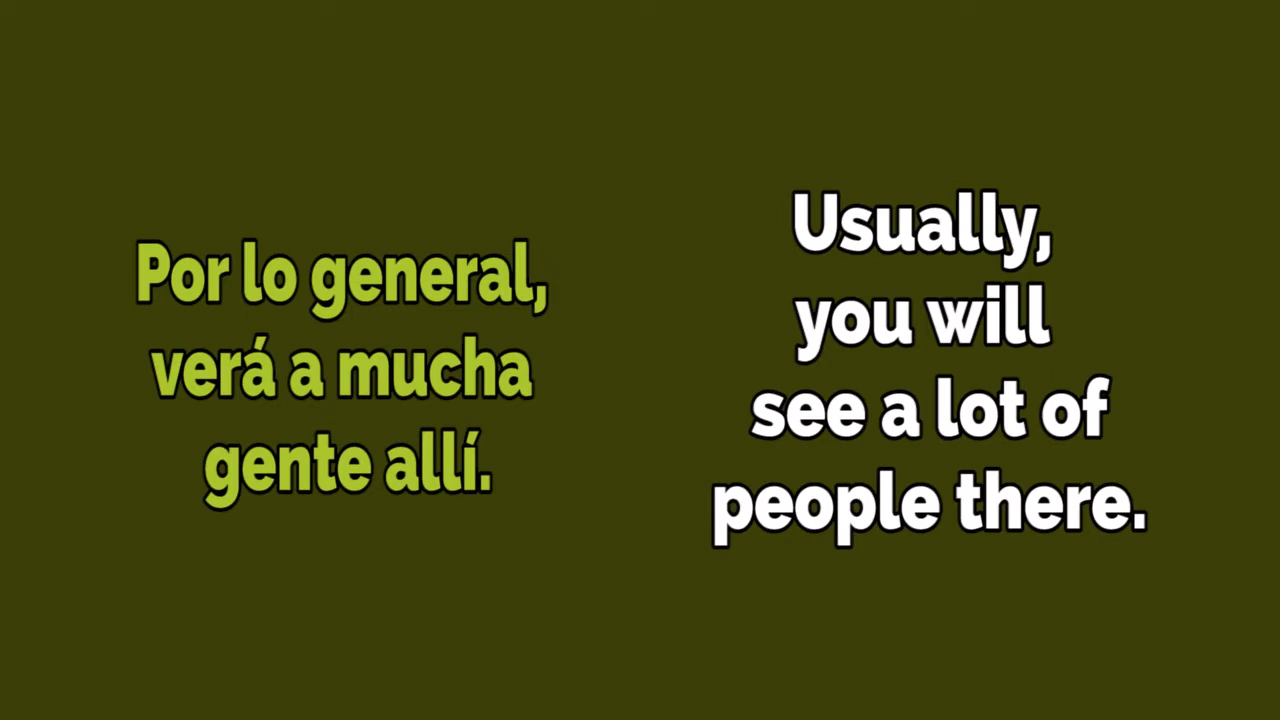 Por lo general,
verá a mucha
gente allí.
Usually,
you will
see a lot of
people there.